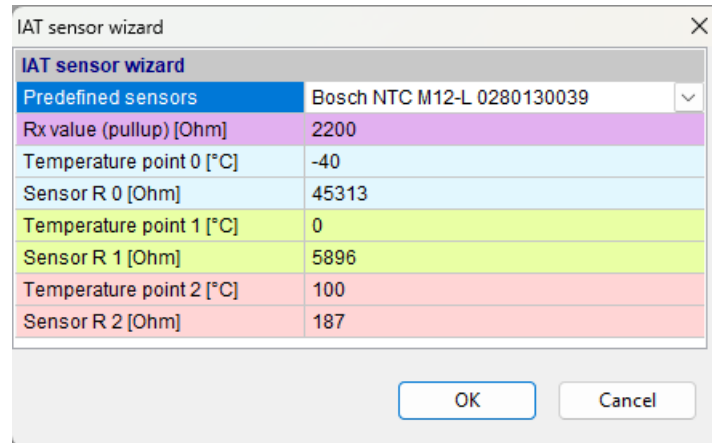 IAT sensor wizard
IAT sensor wizard
Predefined sensors Bosch NTC M12-L 0280130039
Rx value (pullup) [Ohm] 2200
Temperature point 0 [°C] -40
Sensor R 0 [Ohm] 45313
Temperature point 1 [°C] 0
Sensor R 1 [Ohm] 5896
Temperature point 2 [°C] 100
Sensor R 2 [Ohm] 187
OK Cancel